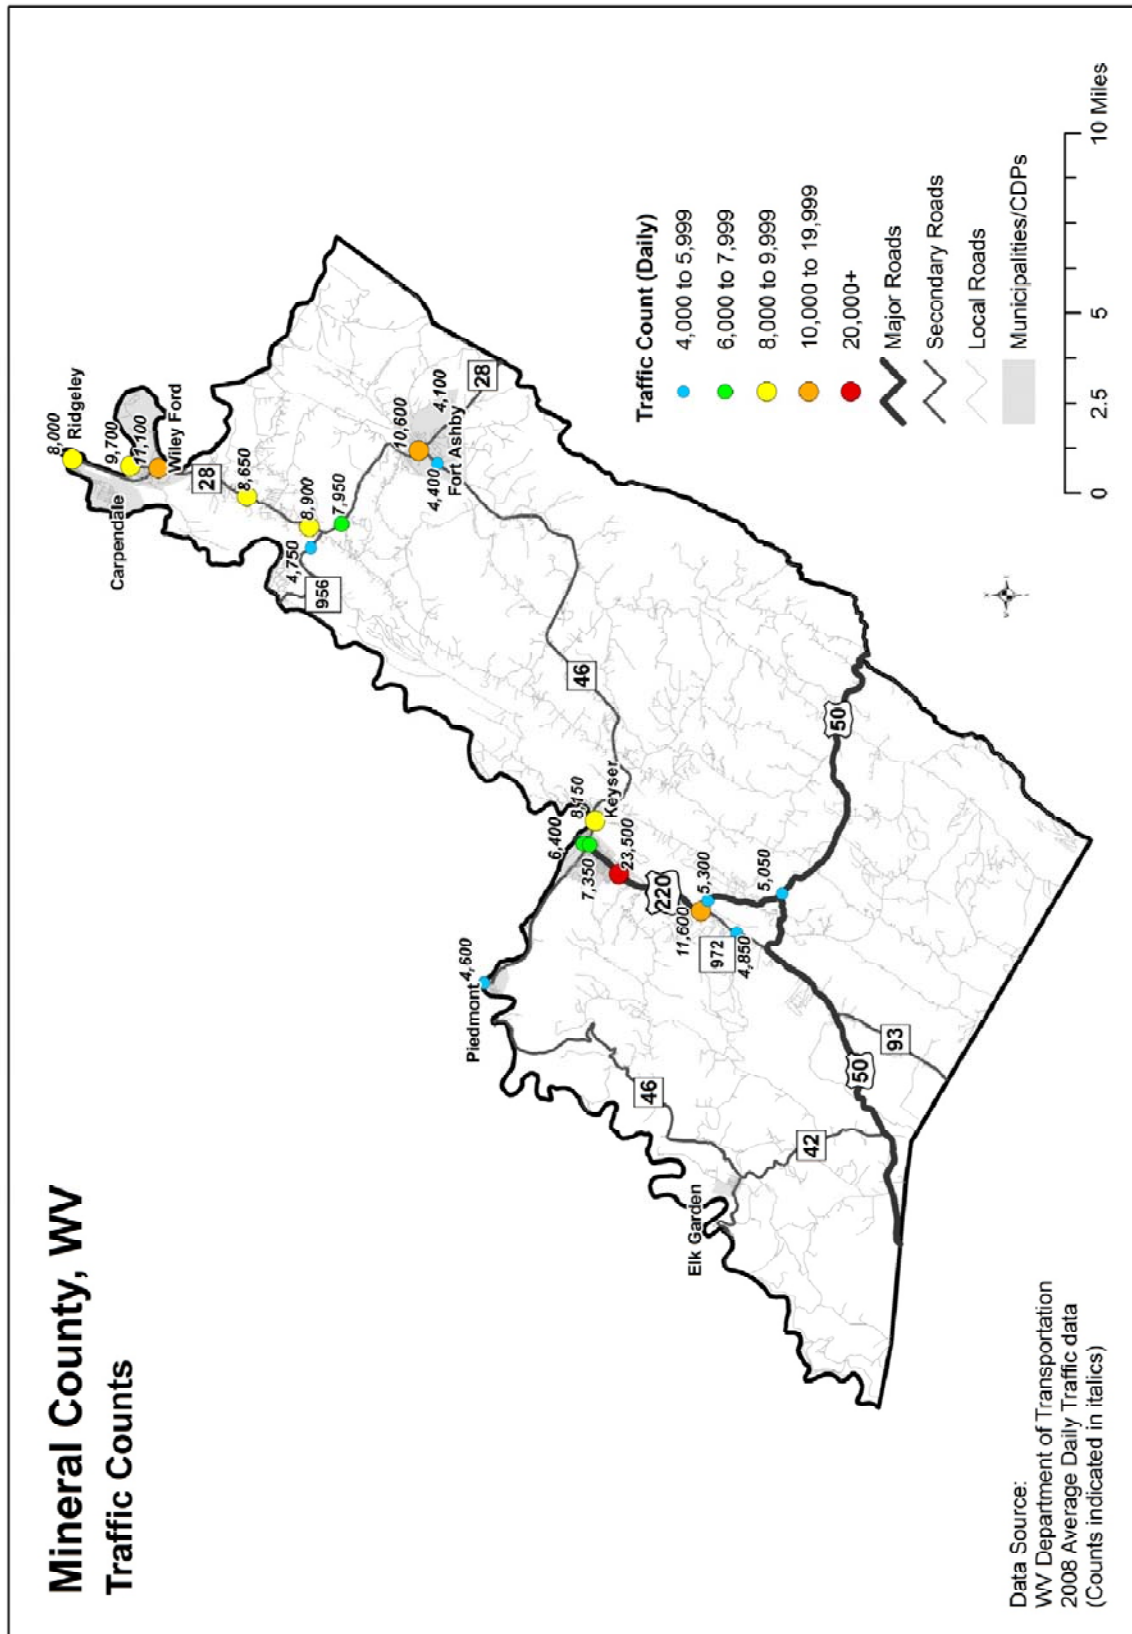 Mineral County, WV
Traffic Counts
8,000
Ridgeley
9,700
11,100
Wiley Ford
Carpendale
28
8,650
8,900
7,950
4,750
956
10,600
4,100
28
4,400
Fort Ashby
46
8,150
Keyser
6,400
7,350
23,500
220
5,300
11,600
972
4,850
5,050
50
4,600
Piedmont
46
93
50
42
Elk Garden
Traffic Count (Daily)
4,000 to 5,999
6,000 to 7,999
8,000 to 9,999
10,000 to 19,999
20,000+
Major Roads
Secondary Roads
Local Roads
Municipalities/CDPs
0 2.5 5 10 Miles
Data Source:
WV Department of Transportation
2008 Average Daily Traffic data
(Counts indicated in italics)